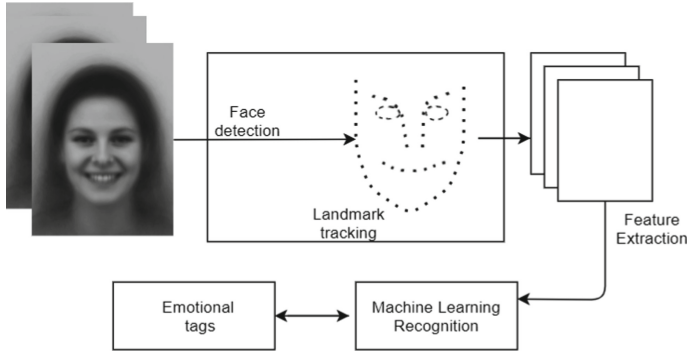 Face
detection
Landmark
tracking
Feature
Extraction
Emotional
tags
Machine Learning
Recognition